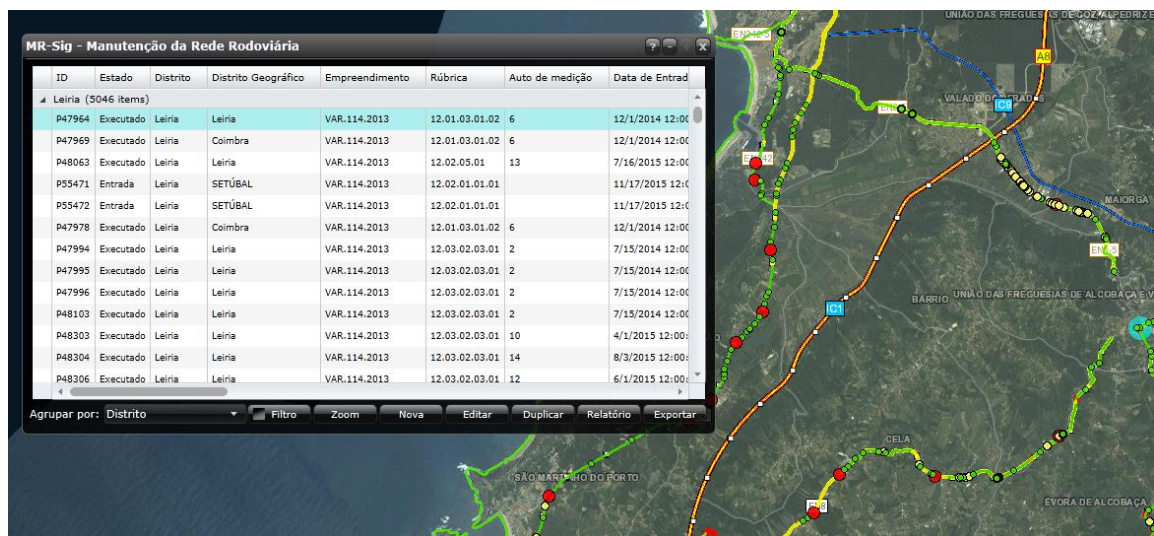 MR-Sig - Manutenção da Rede Rodoviária ? - x
ID Estado Distrito Distrito Geográfico Empreendimento Rúbrica Auto de medição Data de Entrad
Leiria (5046 items)
P47964 Executado Leiria Leiria VAR.114.2013 12.01.03.01.02 6 12/1/2014 12:00
P47969 Executado Leiria Coimbra VAR.114.2013 12.01.03.01.02 6 12/1/2014 12:00
P48063 Executado Leiria Leiria VAR.114.2013 12.02.05.01 13 7/16/2015 12:00
P55471 Entrada Leiria SETÚBAL VAR.114.2013 12.02.01.01.01 11/17/2015 12:0
P55472 Entrada Leiria SETÚBAL VAR.114.2013 12.02.01.01.01 11/17/2015 12:0
P47978 Executado Leiria Coimbra VAR.114.2013 12.01.03.01.02 6 12/1/2014 12:00
P47994 Executado Leiria Leiria VAR.114.2013 12.03.02.03.01 2 7/15/2014 12:00
P47995 Executado Leiria Leiria VAR.114.2013 12.03.02.03.01 2 7/15/2014 12:00
P47996 Executado Leiria Leiria VAR.114.2013 12.03.02.03.01 2 7/15/2014 12:00
P48103 Executado Leiria Leiria VAR.114.2013 12.03.02.03.01 2 7/15/2014 12:00
P48303 Executado Leiria Leiria VAR.114.2013 12.03.02.03.01 10 4/1/2015 12:00:
P48304 Executado Leiria Leiria VAR.114.2013 12.03.02.03.01 14 8/3/2015 12:00:
P48306 Executado Leiria Leiria VAR.114.2013 12.03.02.03.01 12 6/1/2015 12:00:
Agrupar por: Distrito Filtro Zoom Nova Editar Duplicar Relatório Exportar
UNIÃO DAS FREGUESIAS DE COZ, ALPEDRIZ E
EN242-5
A8
VALADO DOS FRADES
IC9
MAIORGA
BÁRRIO
UNIÃO DAS FREGUESIAS DE ALCOBAÇA E V
IC1
CELA
SÃO MARTINHO DO PORTO
ÉVORA DE ALCOBAÇA